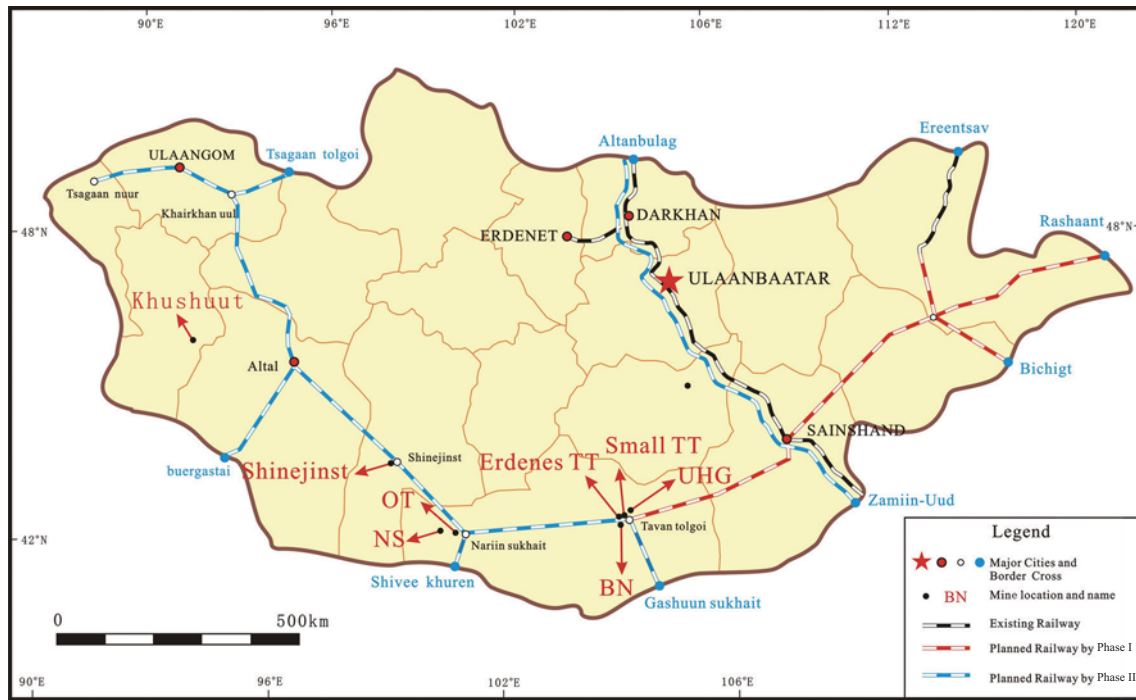 90°E 96°E 102°E 106°E 112°E 120°E
Ereentsav
Altanbulag
ULAANGOM
Tsagaan tolgoi
Tsagaan nuur
Khairkhan uul
DARKHAN
Rashaant
48°N
48°N
ERDENET
ULAANBAATAR
Khushuut
Altal
Bichigt
SAINSHAND
Small TT
Shinejinst
buergastai
Shinejinst
Erdenes TT
UHG
OT
Zamiin-Uud
Tavan tolgoi
NS
Nariin sukhait
42°N
Shivee khuren
BN
Gashuun sukhait
Legend
Major Cities and
Border Cross
BN Mine location and name
Existing Railway
Planned Railway by Phase I
Planned Railway by Phase II
0 500km
90°E 96°E 102°E 106°E